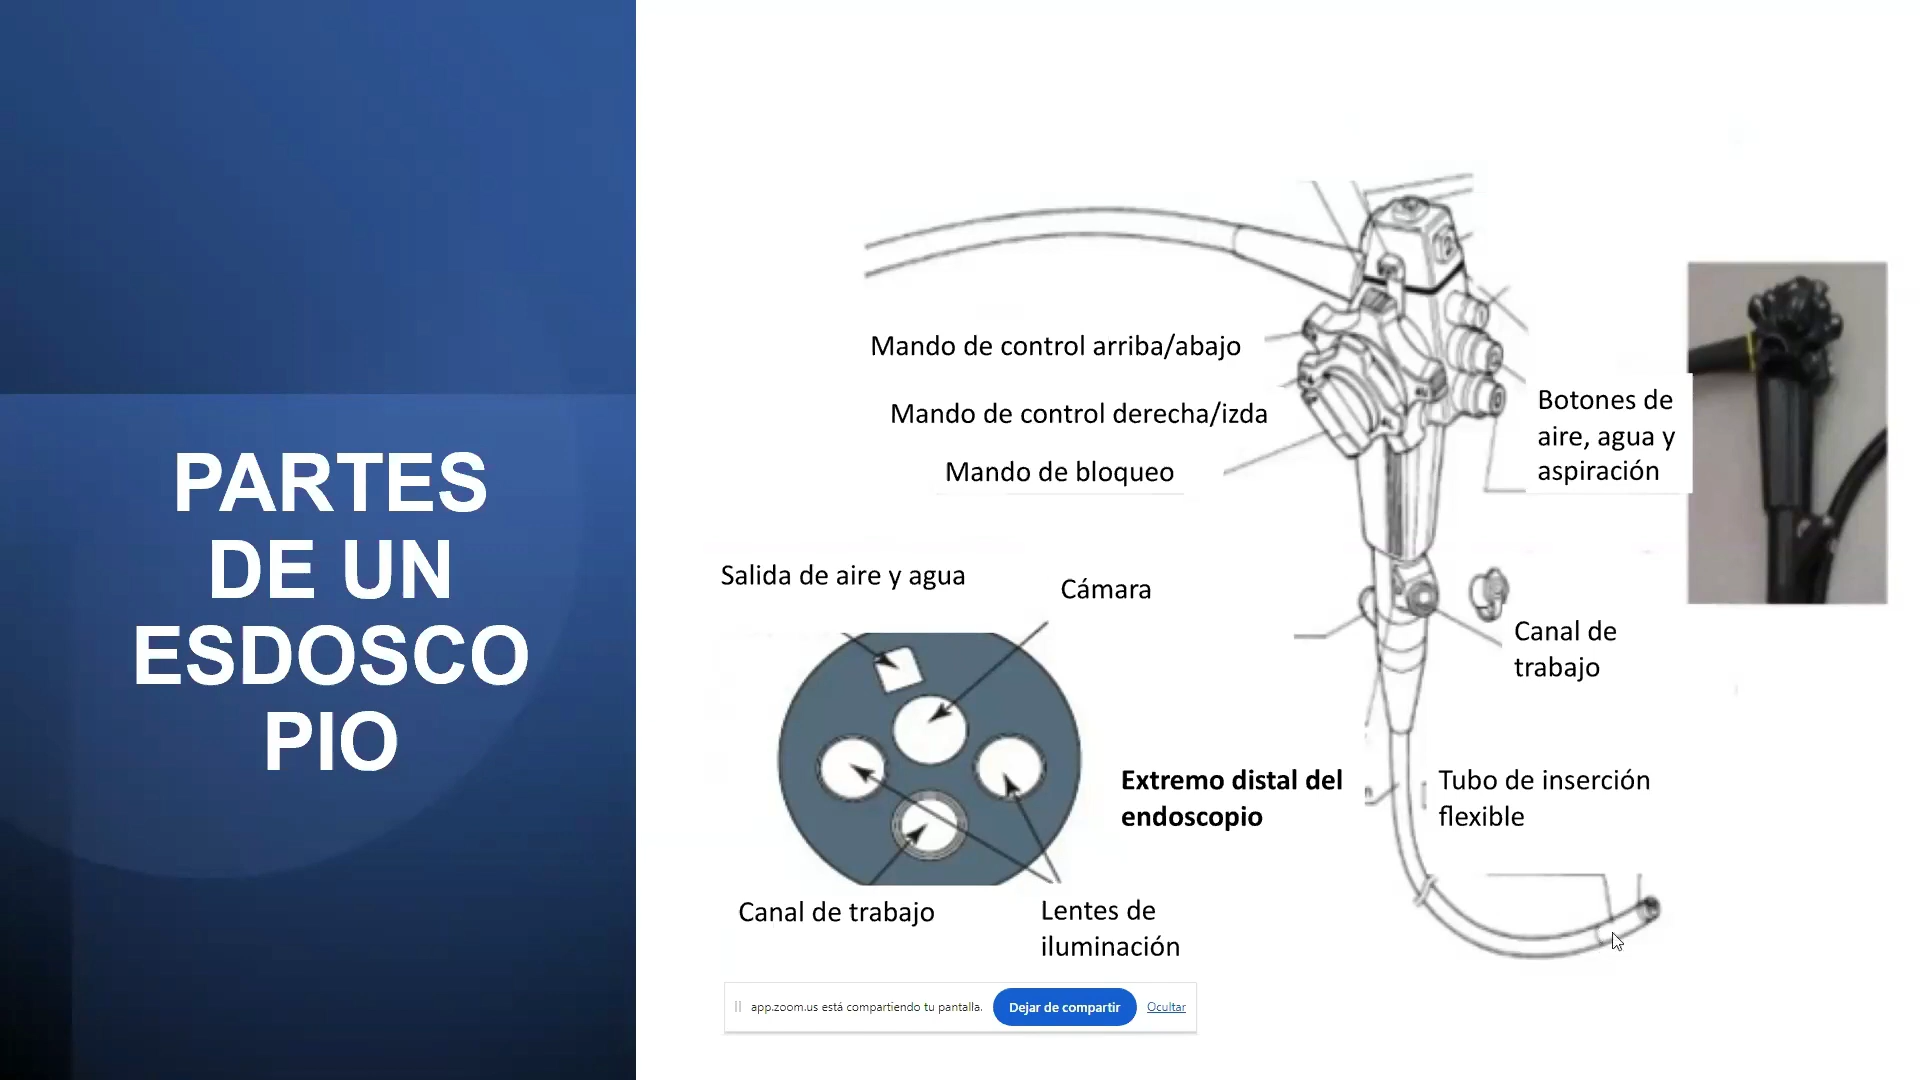 PARTES
DE UN
ESDOSCO
PIO
Mando de control arriba/abajo
Mando de control derecha/izda
Mando de bloqueo
Botones de
aire, agua y
aspiración
Salida de aire y agua
Cámara
Canal de
trabajo
Extremo distal del
endoscopio
Tubo de inserción
flexible
Canal de trabajo
Lentes de
iluminación
app.zoom.us está compartiendo tu pantalla.
Dejar de compartir
Ocultar